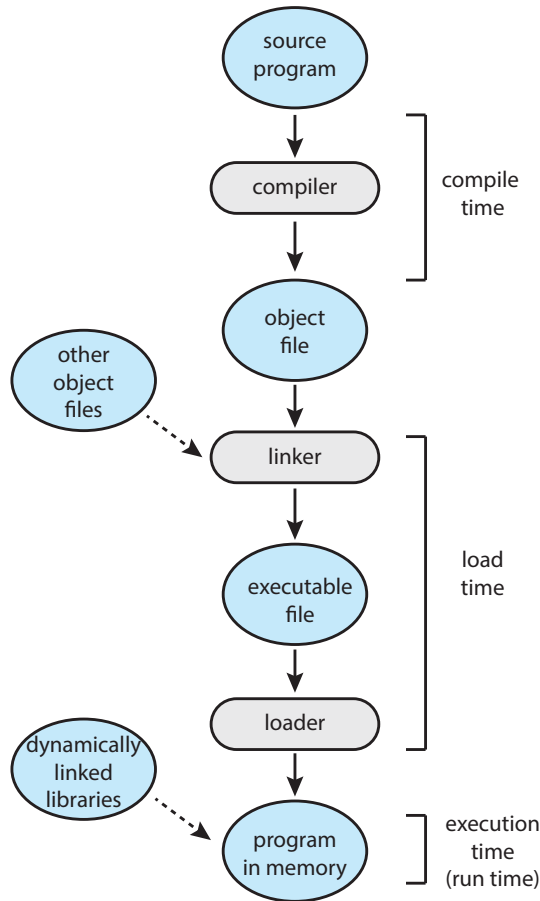 source
program
compiler
compile
time
object
file
other
object
files
linker
load
time
executable
file
loader
dynamically
linked
libraries
program
in memory
execution
time
(run time)